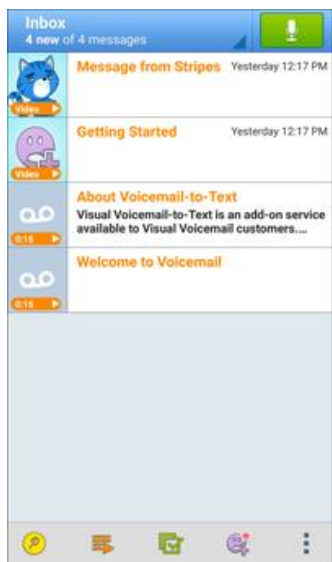 Inbox
4 new of 4 messages
Message from Stripes Yesterday 12:17 PM
Video
Getting Started Yesterday 12:17 PM
Video
About Voicemail-to-Text
Visual Voicemail-to-Text is an add-on service
available to Visual Voicemail customers....
0:15
Welcome to Voicemail
0:15